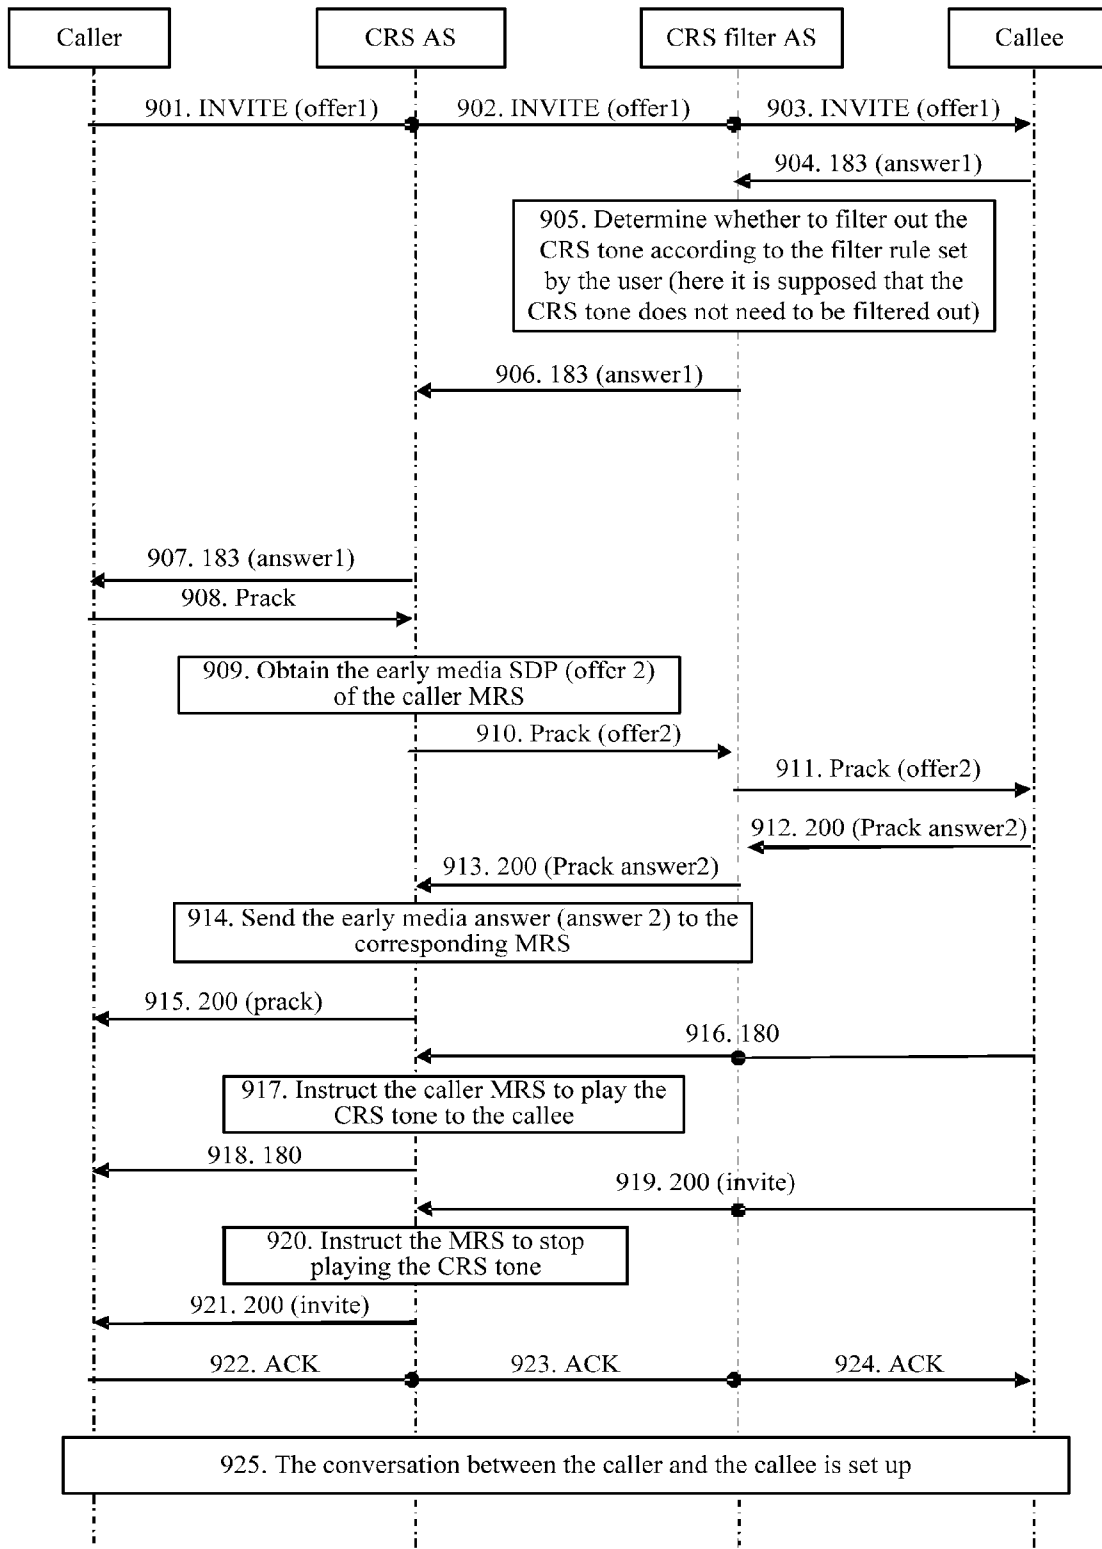 Caller
CRS AS
CRS filter AS
Callee
901. INVITE (offer1)
902. INVITE (offer1)
903. INVITE (offer1)
904. 183 (answer1)
905. Determine whether to filter out the
CRS tone according to the filter rule set
by the user (here it is supposed that the
CRS tone does not need to be filtered out)
906. 183 (answer1)
907. 183 (answer1)
908. Prack
909. Obtain the early media SDP (offer 2)
of the caller MRS
910. Prack (offer2)
911. Prack (offer2)
912. 200 (Prack answer2)
913. 200 (Prack answer2)
914. Send the early media answer (answer 2) to the
corresponding MRS
915. 200 (prack)
916. 180
917. Instruct the caller MRS to play the
CRS tone to the callee
918. 180
919. 200 (invite)
920. Instruct the MRS to stop
playing the CRS tone
921. 200 (invite)
922. ACK
923. ACK
924. ACK
925. The conversation between the caller and the callee is set up